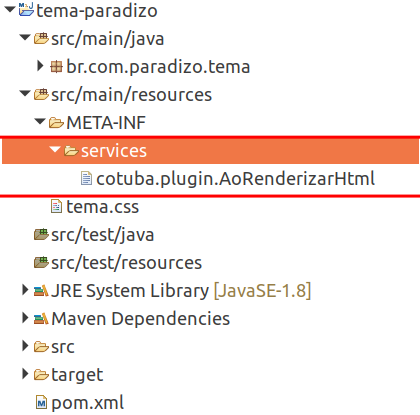 tema-paradizo
src/main/java
br.com.paradizo.tema
src/main/resources
META-INF
services
cotuba.plugin.AoRenderizarHtml
tema.css
src/test/java
src/test/resources
JRE System Library [JavaSE-1.8]
Maven Dependencies
src
target
pom.xml